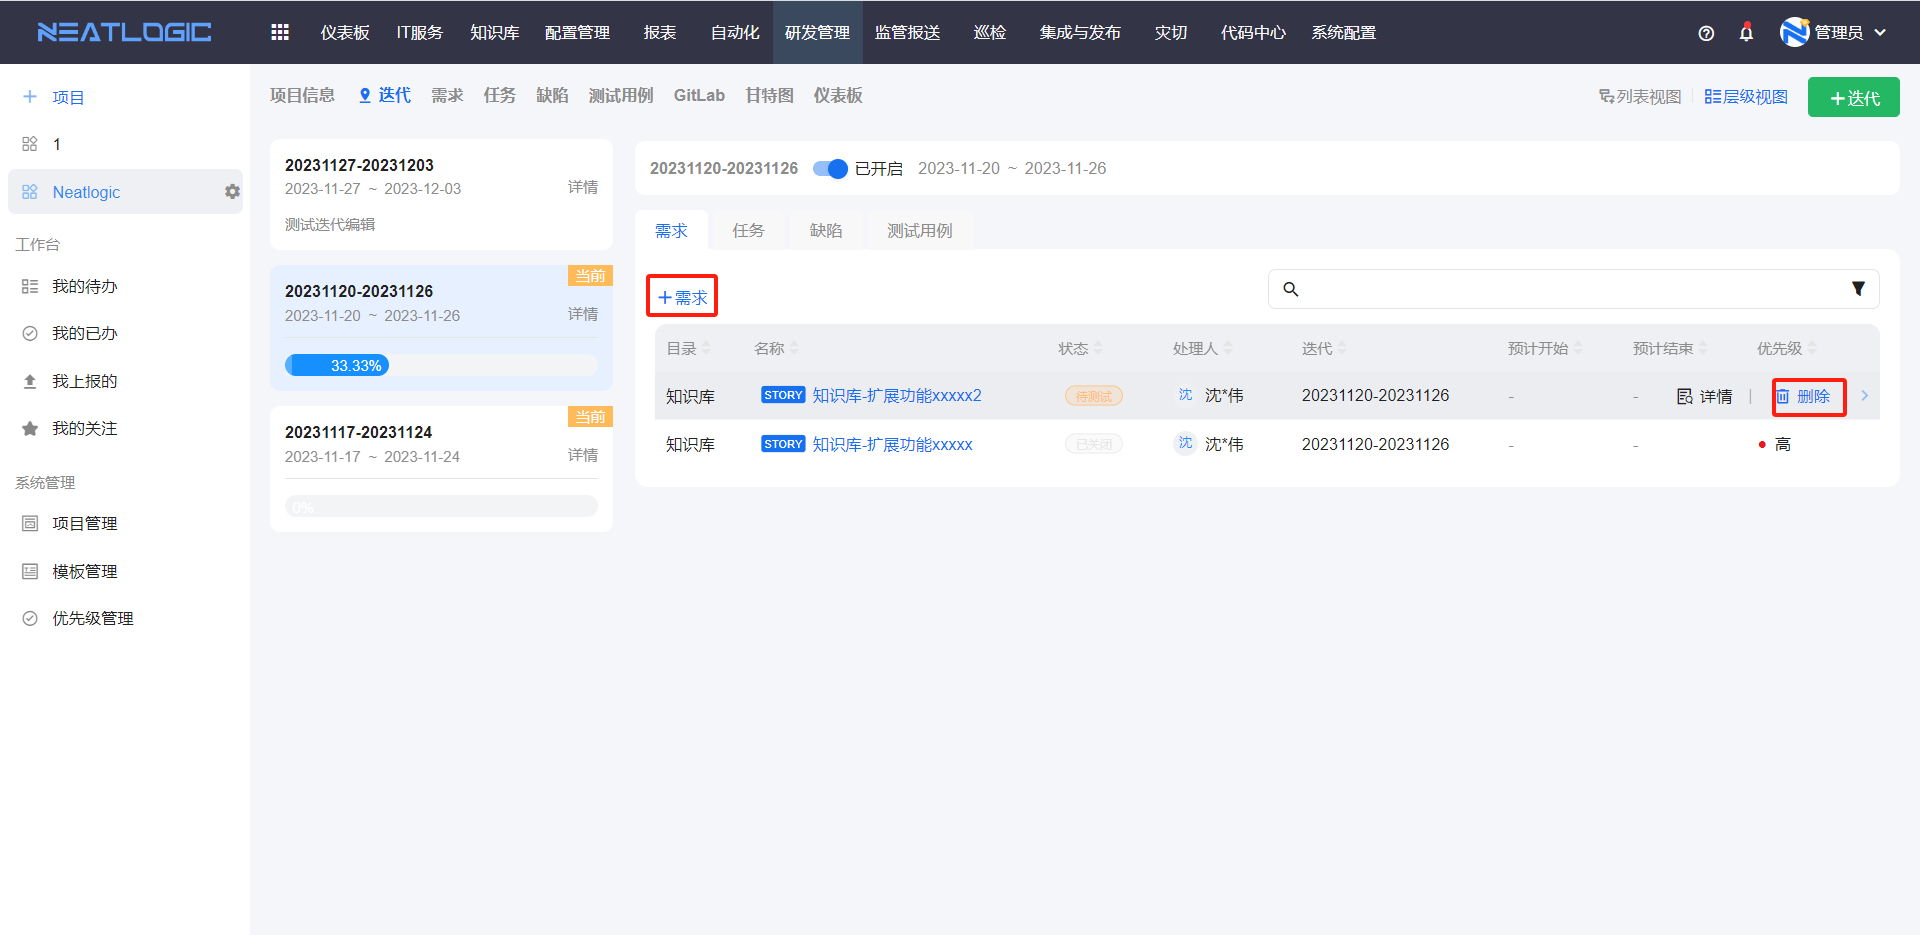 NEATLOGIC
仪表板 IT服务 知识库 配置管理 报表 自动化 研发管理 监管报送 巡检 集成与发布 灾切 代码中心 系统配置
管理员
项目
1
Neatlogic
工作台
我的待办
我的已办
我上报的
我的关注
系统管理
项目管理
模板管理
优先级管理
项目信息 迭代 需求 任务 缺陷 测试用例 GitLab 甘特图 仪表板
列表视图 层级视图 +迭代
20231127-20231203
2023-11-27 ~ 2023-12-03 详情
测试迭代编辑
当前
20231120-20231126
2023-11-20 ~ 2023-11-26 详情
33.33%
当前
20231117-20231124
2023-11-17 ~ 2023-11-24 详情
0%
20231120-20231126 已开启 2023-11-20 ~ 2023-11-26
需求 任务 缺陷 测试用例
+需求
目录 名称 状态 处理人 迭代 预计开始 预计结束 优先级
知识库 STORY 知识库-扩展功能xxxxx2 待测试 沈 沈*伟 20231120-20231126 - - 详情 | 删除
知识库 STORY 知识库-扩展功能xxxxx 已关闭 沈 沈*伟 20231120-20231126 - - 高